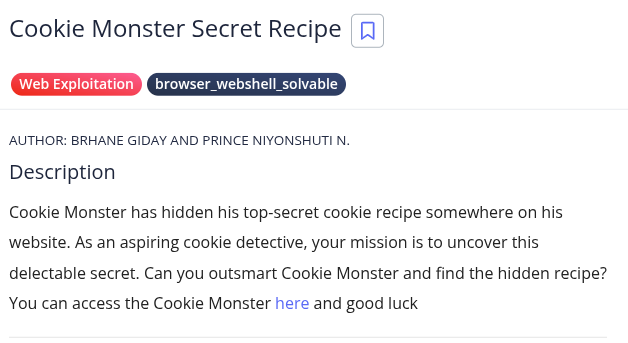 Cookie Monster Secret Recipe
Web Exploitation browser_webshell_solvable
AUTHOR: BRHANE GIDAY AND PRINCE NIYONSHUTI N.
Description
Cookie Monster has hidden his top-secret cookie recipe somewhere on his
website. As an aspiring cookie detective, your mission is to uncover this
delectable secret. Can you outsmart Cookie Monster and find the hidden recipe?
You can access the Cookie Monster here and good luck